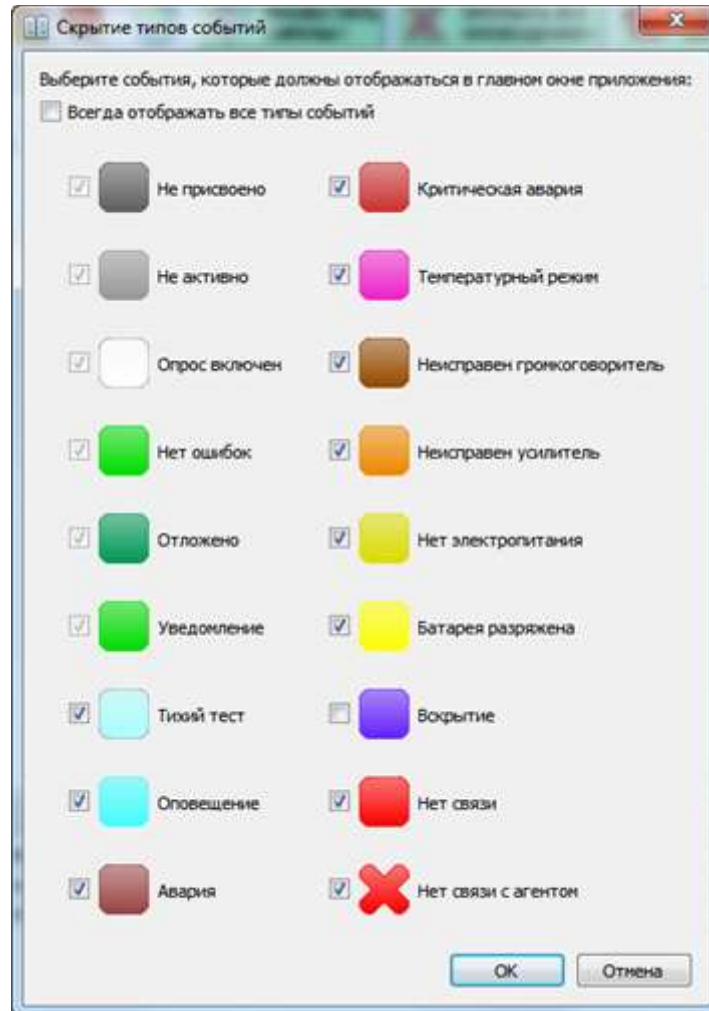 Скрытие типов событий
Выберите события, которые должны отображаться в главном окне приложения:
Всегда отображать все типы событий
Не присвоено
Критическая авария
Не активно
Температурный режим
Опрос включен
Неисправен громкоговоритель
Нет ошибок
Неисправен усилитель
Отложено
Нет электропитания
Уведомление
Батарея разряжена
Тихий тест
Вскрытие
Оповещение
Нет связи
Авария
Нет связи с агентом
OK
Отмена